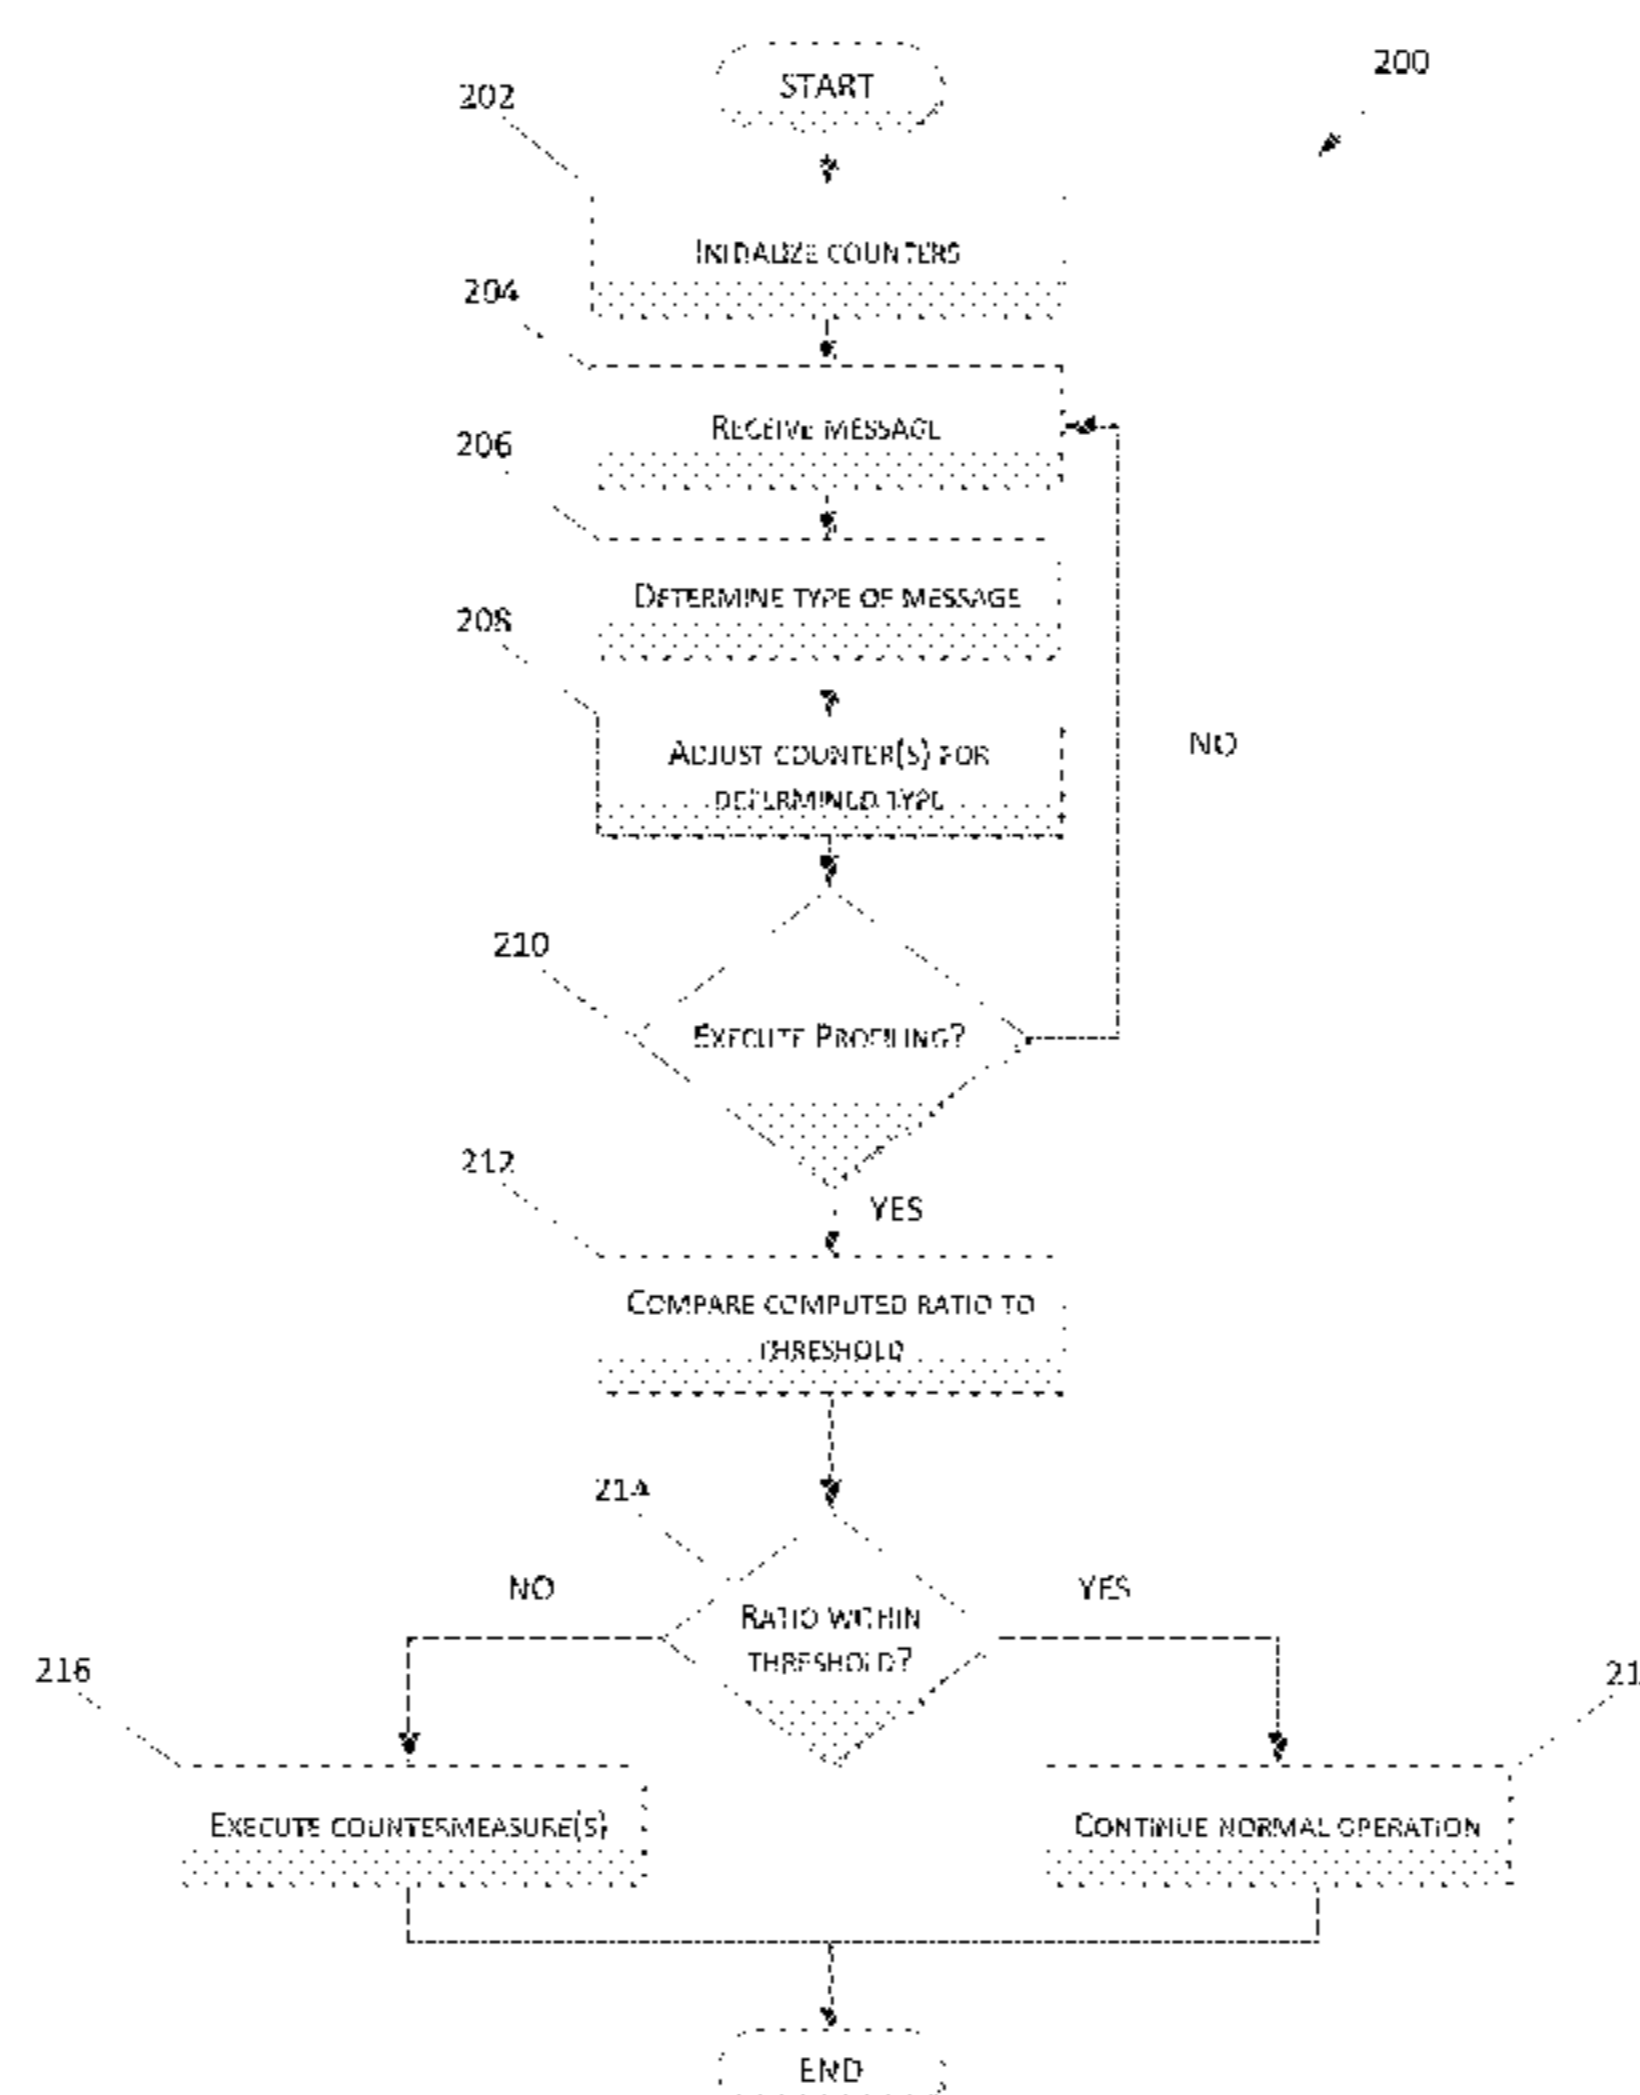 200
START
202
INITIALIZE COUNTERS
204
RECEIVE MESSAGE
206
DETERMINE TYPE OF MESSAGE
208
ADJUST COUNTER(S) FOR
DETERMINED TYPE
NO
210
EXECUTE PROFILING?
YES
212
COMPARE COMPUTED RATIO TO
THRESHOLD
214
NO
YES
RATIO WITHIN
THRESHOLD?
216
21
EXECUTE COUNTERMEASURE(S)
CONTINUE NORMAL OPERATION
END